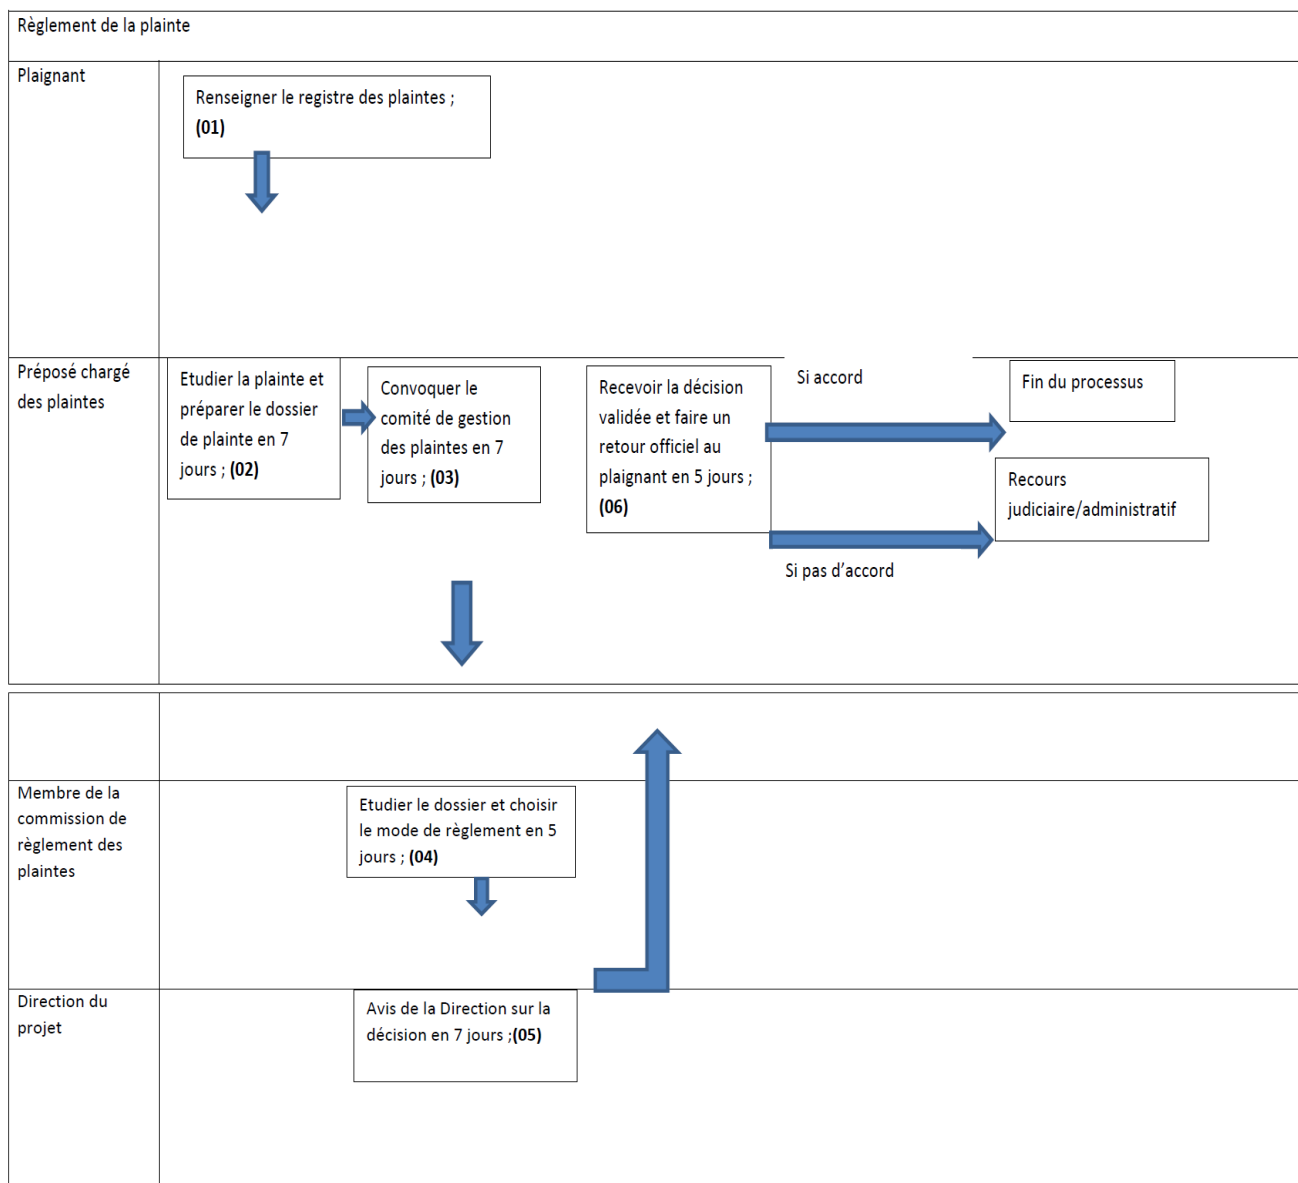 Règlement de la plainte
Plaignant
Renseigner le registre des plaintes ;
(01)
Préposé chargé
des plaintes
Etudier la plainte et
préparer le dossier
de plainte en 7
jours ; (02)
Convoquer le
comité de gestion
des plaintes en 7
jours ; (03)
Recevoir la décision
validée et faire un
retour officiel au
plaignant en 5 jours ;
(06)
Si accord
Fin du processus
Recours
judiciaire/administratif
Si pas d’accord
Membre de la
commission de
règlement des
plaintes
Etudier le dossier et choisir
le mode de règlement en 5
jours ; (04)
Direction du
projet
Avis de la Direction sur la
décision en 7 jours ;(05)